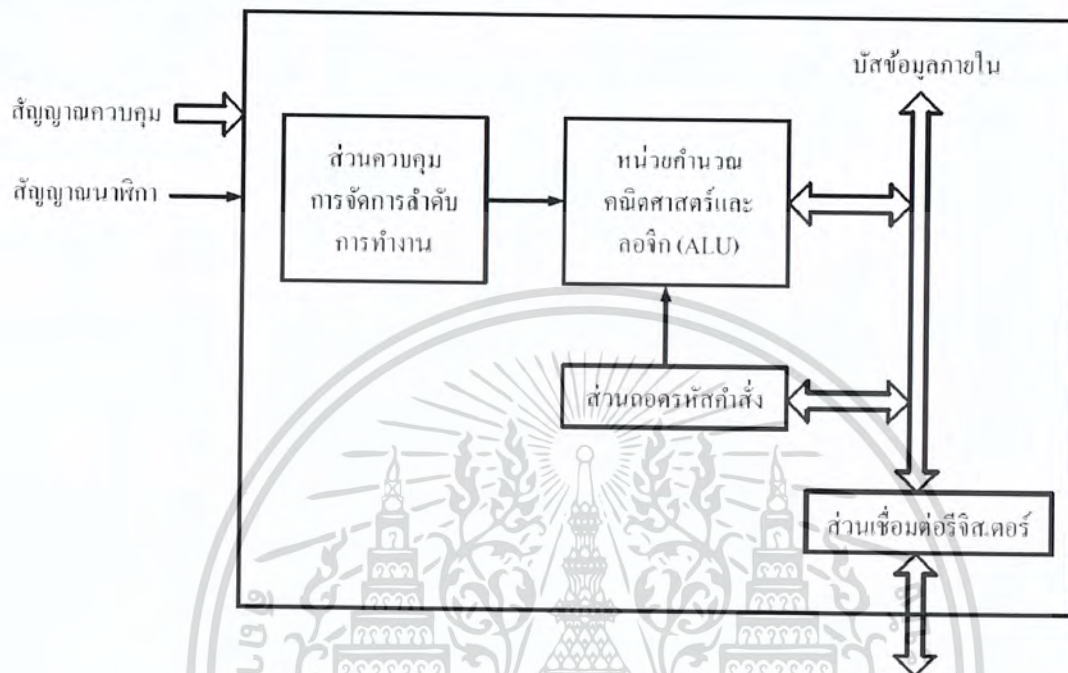 บัสข้อมูลภายใน
สัญญาณควบคุม
สัญญาณนาฬิกา
ส่วนควบคุม
การจัดการลำดับ
การทำงาน
หน่วยคำนวณ
คณิตศาสตร์และ
ลอจิก (ALU)
ส่วนถอดรหัสคำสั่ง
ส่วนเชื่อมต่อรีจิสเตอร์